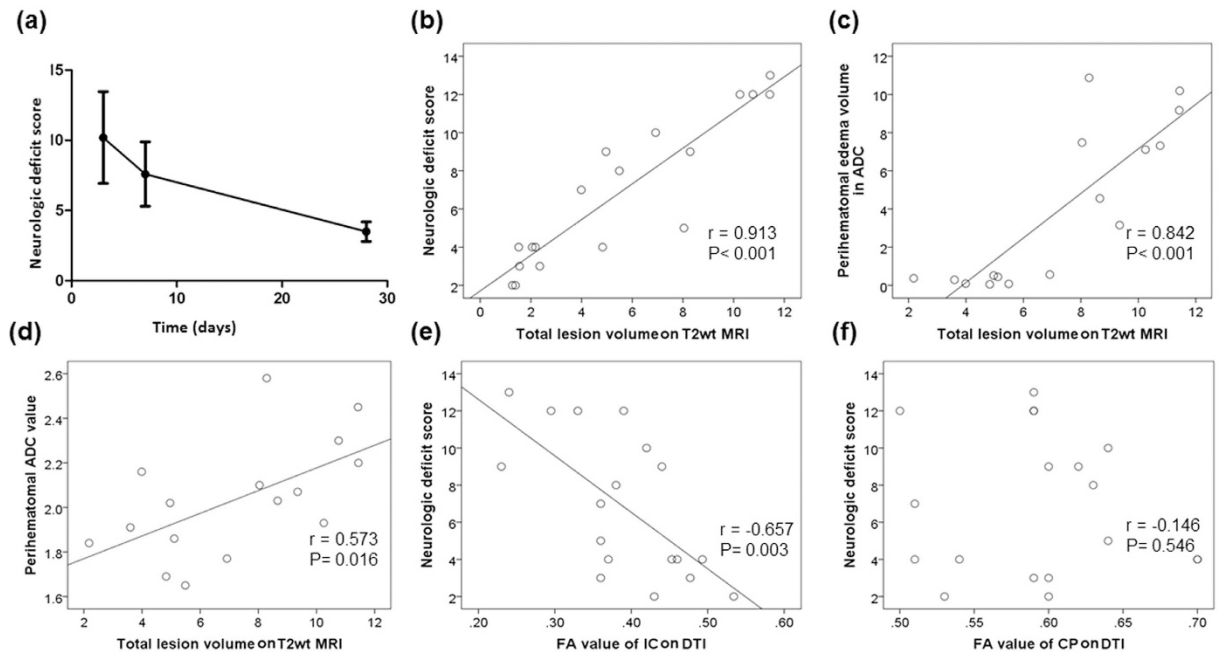 (a)
Neurologic deficit score
15
10
5
0
0 10 20 30
Time (days)
(b)
Neurologic deficit score
14
12
10
8
6
4
2
0 2 4 6 8 10 12
r = 0.913
P< 0.001
Total lesion volume on T2wt MRI
(c)
Perihematomal edema volume
in ADC
12
10
8
6
4
2
0
2 4 6 8 10 12
r = 0.842
P< 0.001
Total lesion volume on T2wt MRI
(d)
Perihematomal ADC value
2.6
2.4
2.2
2.0
1.8
1.6
2 4 6 8 10 12
r = 0.573
P= 0.016
Total lesion volume on T2wt MRI
(e)
Neurologic deficit score
14
12
10
8
6
4
2
.20 .30 .40 .50 .60
r = -0.657
P= 0.003
FA value of IC on DTI
(f)
Neurologic deficit score
14
12
10
8
6
4
2
.50 .55 .60 .65 .70
r = -0.146
P= 0.546
FA value of CP on DTI